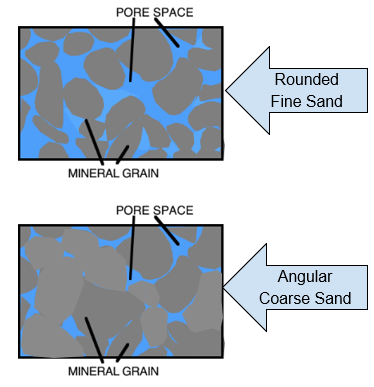 PORE SPACE
Rounded
Fine Sand
MINERAL GRAIN
PORE SPACE
Angular
Coarse Sand
MINERAL GRAIN